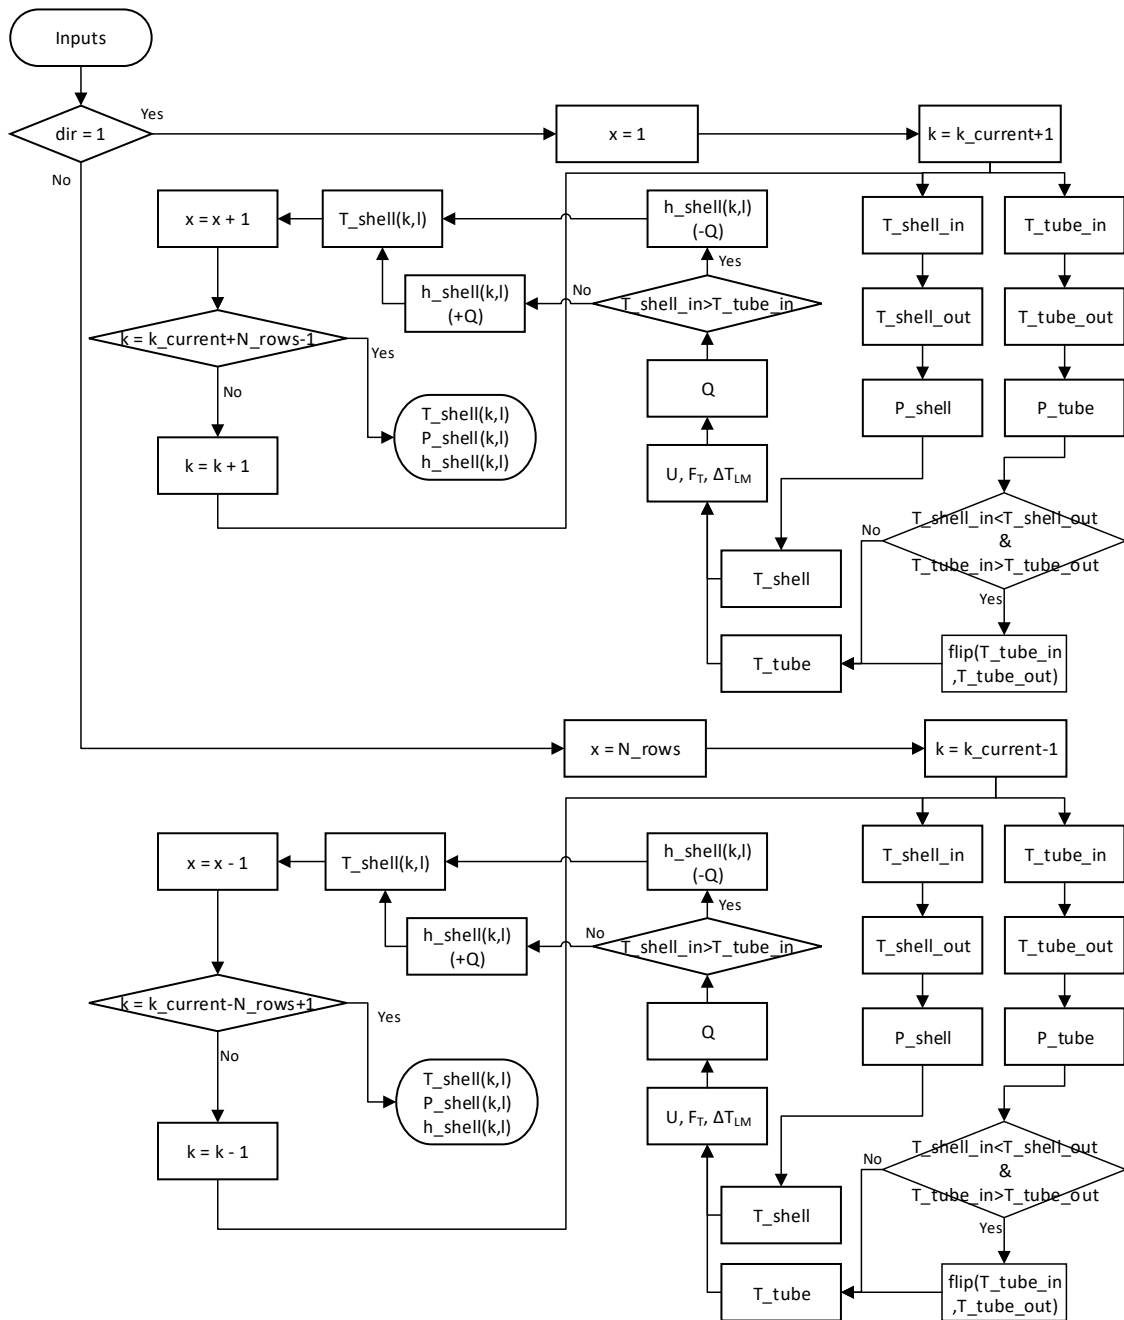 Inputs
dir = 1
Yes
No
x = 1
k = k_current+1
x = x + 1
T_shell(k,l)
h_shell(k,l)
(-Q)
T_shell_in
T_tube_in
Yes
No
h_shell(k,l)
(+Q)
T_shell_in>T_tube_in
T_shell_out
T_tube_out
k = k_current+N_rows-1
Yes
No
Q
P_shell
P_tube
T_shell(k,l)
P_shell(k,l)
h_shell(k,l)
k = k + 1
U, F_T, ΔT_LM
T_shell_in<T_shell_out
&
T_tube_in>T_tube_out
No
Yes
T_shell
T_tube
flip(T_tube_in
,T_tube_out)
x = N_rows
k = k_current-1
x = x - 1
T_shell(k,l)
h_shell(k,l)
(-Q)
T_shell_in
T_tube_in
Yes
No
h_shell(k,l)
(+Q)
T_shell_in>T_tube_in
T_shell_out
T_tube_out
k = k_current-N_rows+1
Yes
No
Q
P_shell
P_tube
T_shell(k,l)
P_shell(k,l)
h_shell(k,l)
k = k - 1
U, F_T, ΔT_LM
T_shell_in<T_shell_out
&
T_tube_in>T_tube_out
No
Yes
T_shell
T_tube
flip(T_tube_in
,T_tube_out)